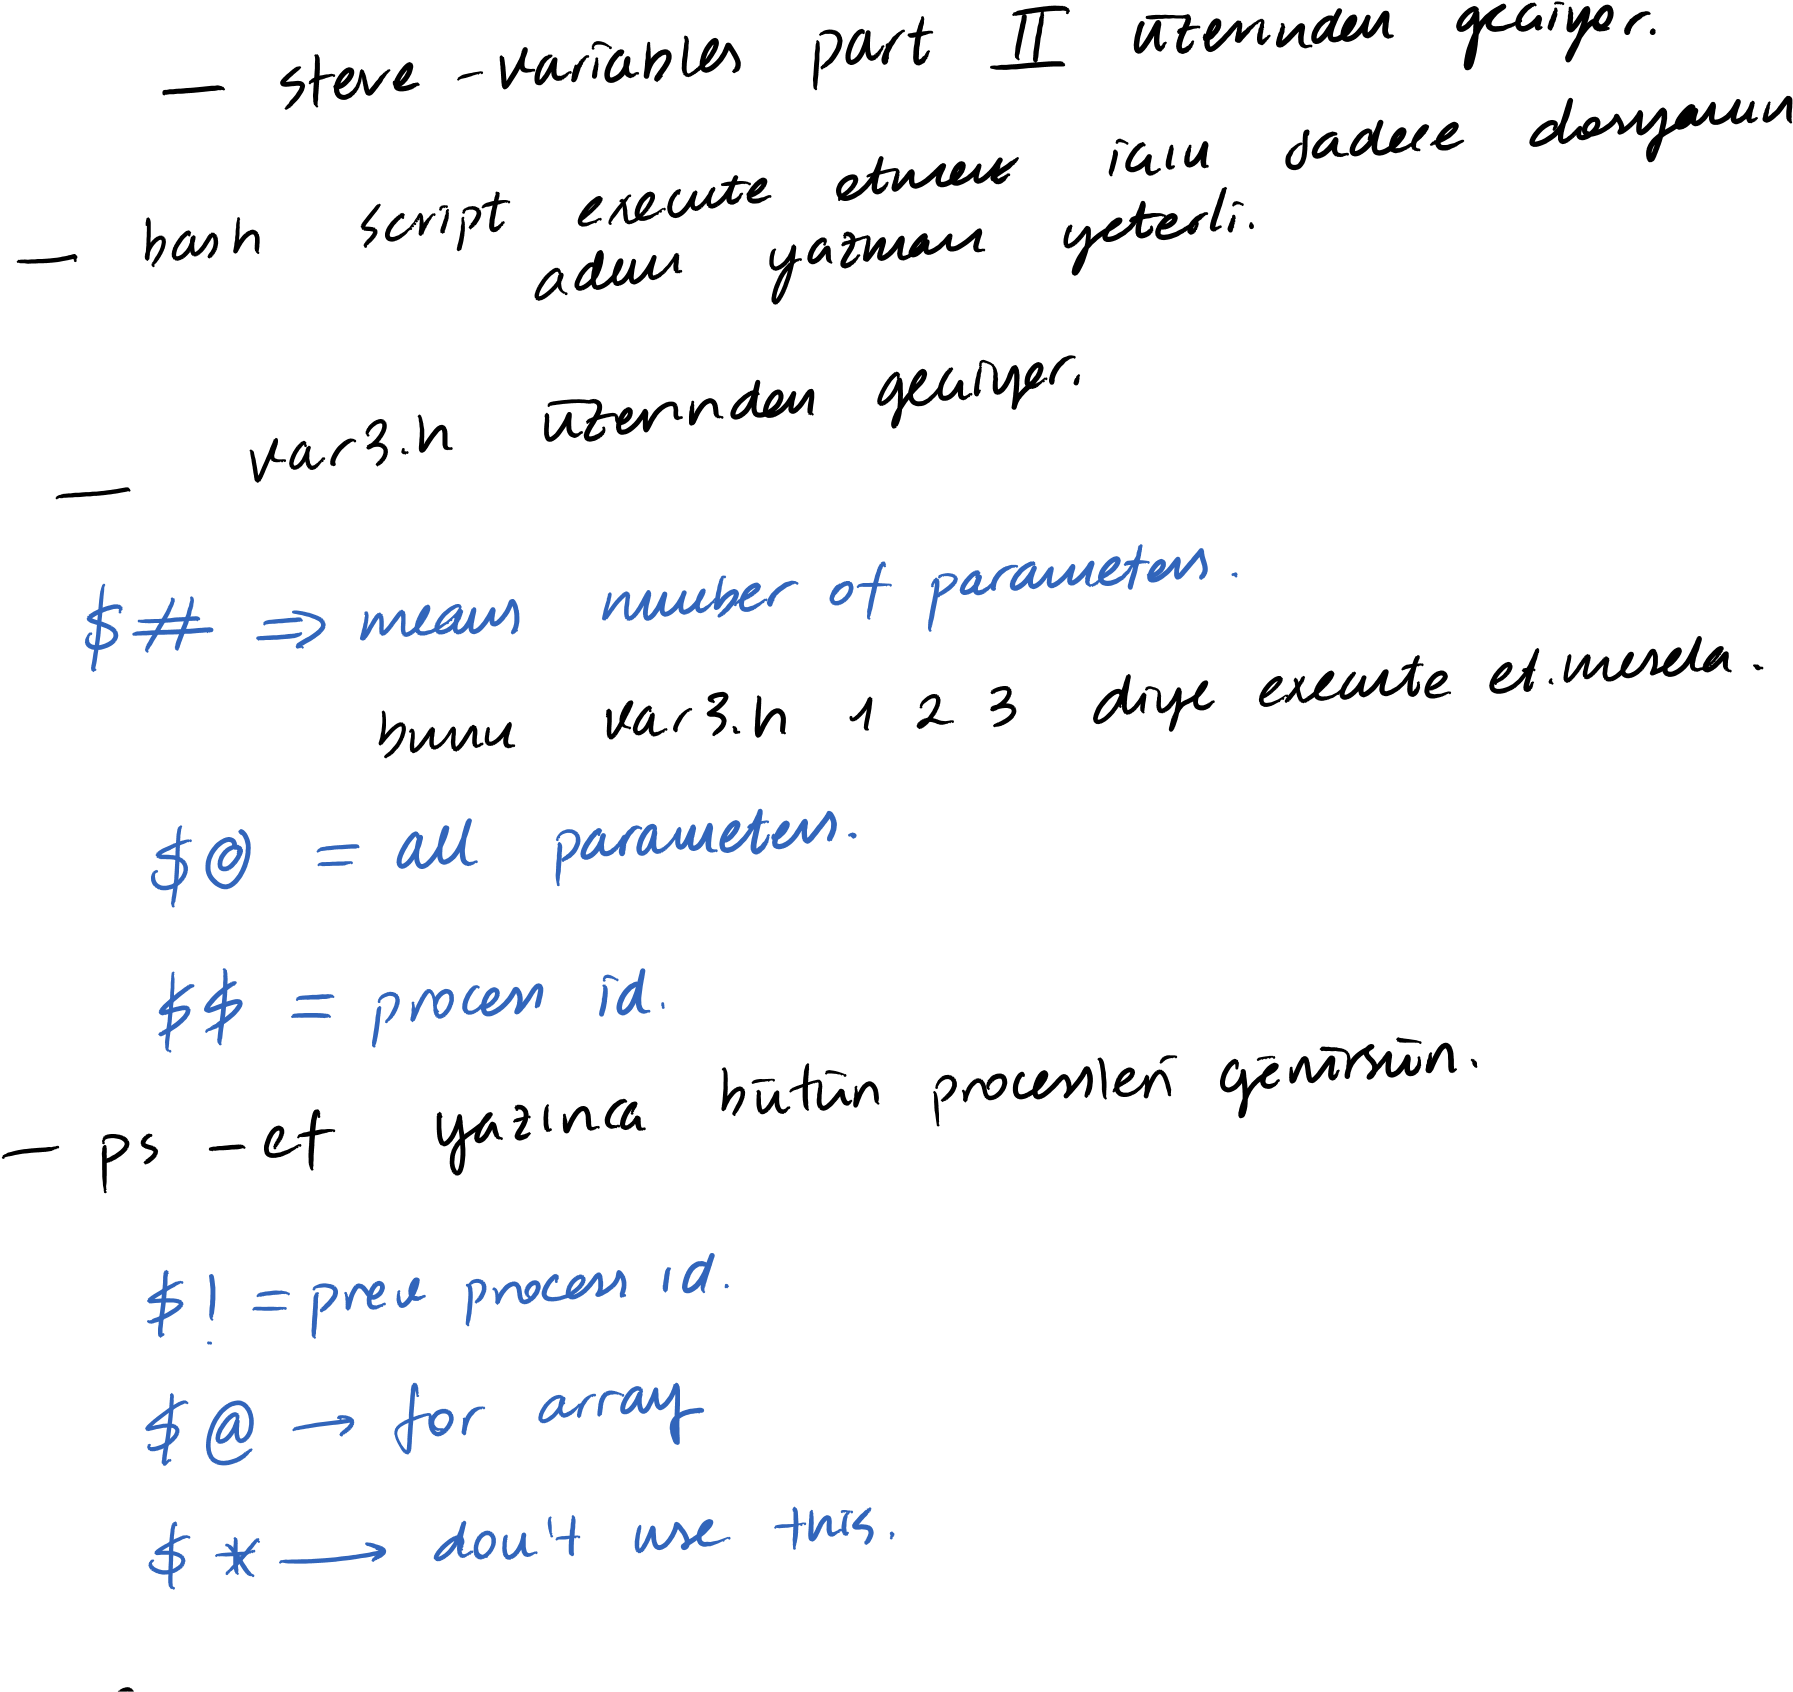 — steve -variables part II üzerinden geçiyor.
— bash script execute etmek için sadece dosyanın
adını yazman yeterli.
— var3.h üzerinden geçiyor.
$# => means number of parameters.
bunu var3.h 1 2 3 diye execute et. mesela.
$@ = all parameters.
$$ = process id.
— ps -ef yazınca bütün processleri görürsün.
$! = prev process id.
$@ → for array
$* → don't use this.